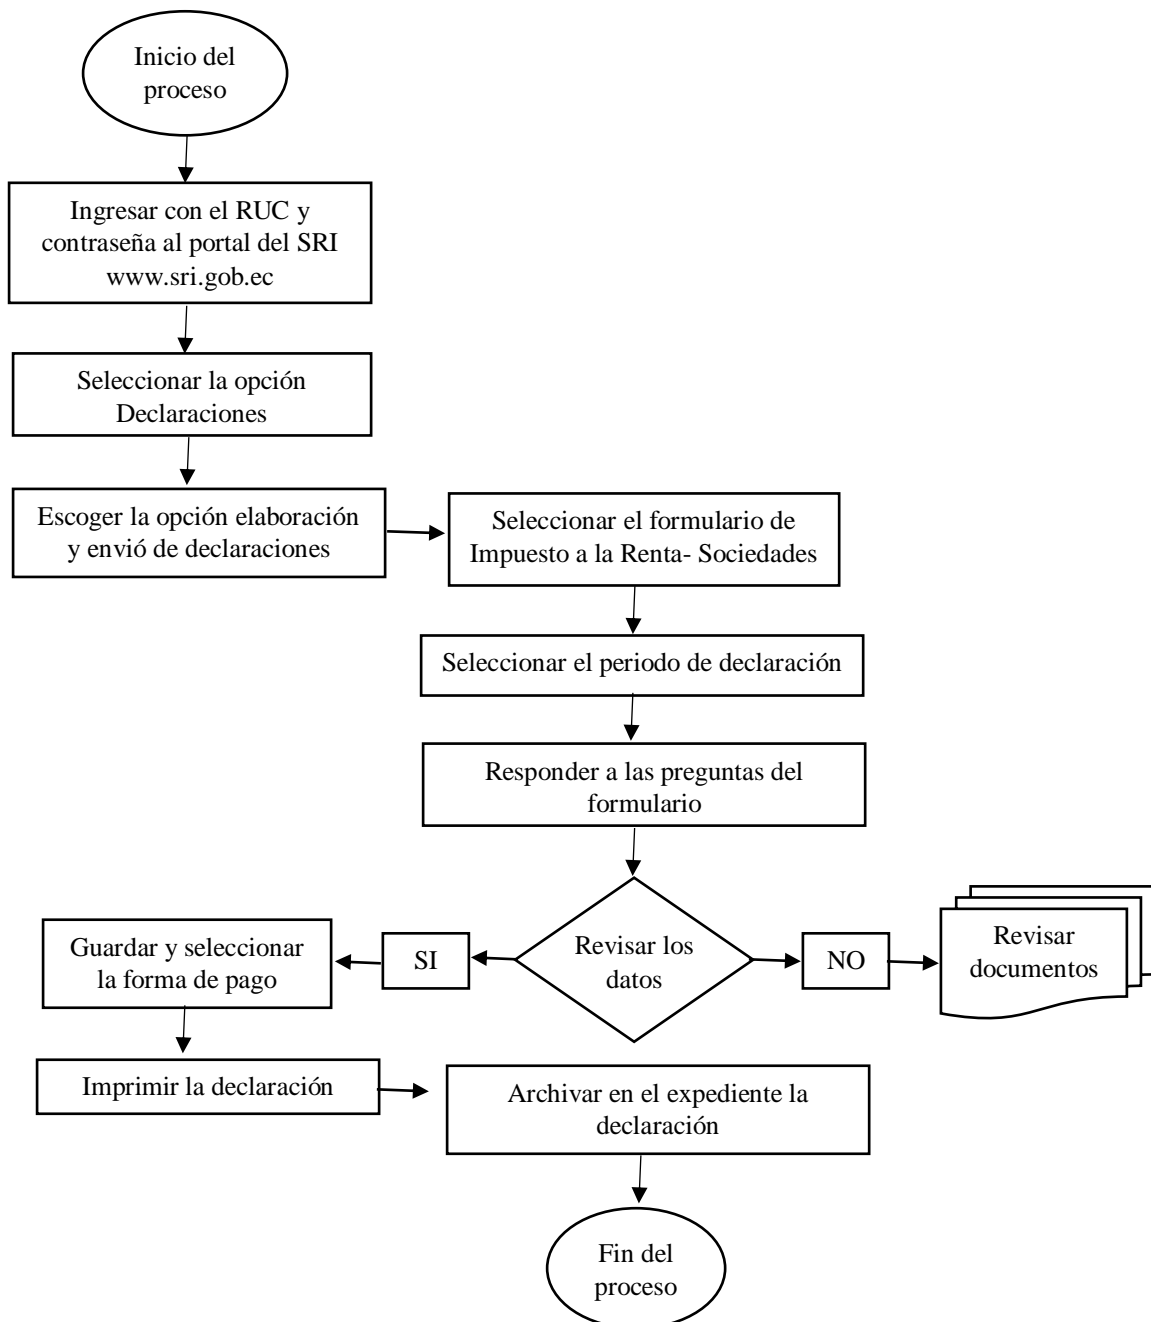 Inicio del
proceso
Ingresar con el RUC y
contraseña al portal del SRI
www.sri.gob.ec
Seleccionar la opción
Declaraciones
Escoger la opción elaboración
y envió de declaraciones
Seleccionar el formulario de
Impuesto a la Renta- Sociedades
Seleccionar el periodo de declaración
Responder a las preguntas del
formulario
Revisar los
datos
SI
NO
Guardar y seleccionar
la forma de pago
Revisar
documentos
Imprimir la declaración
Archivar en el expediente la
declaración
Fin del
proceso